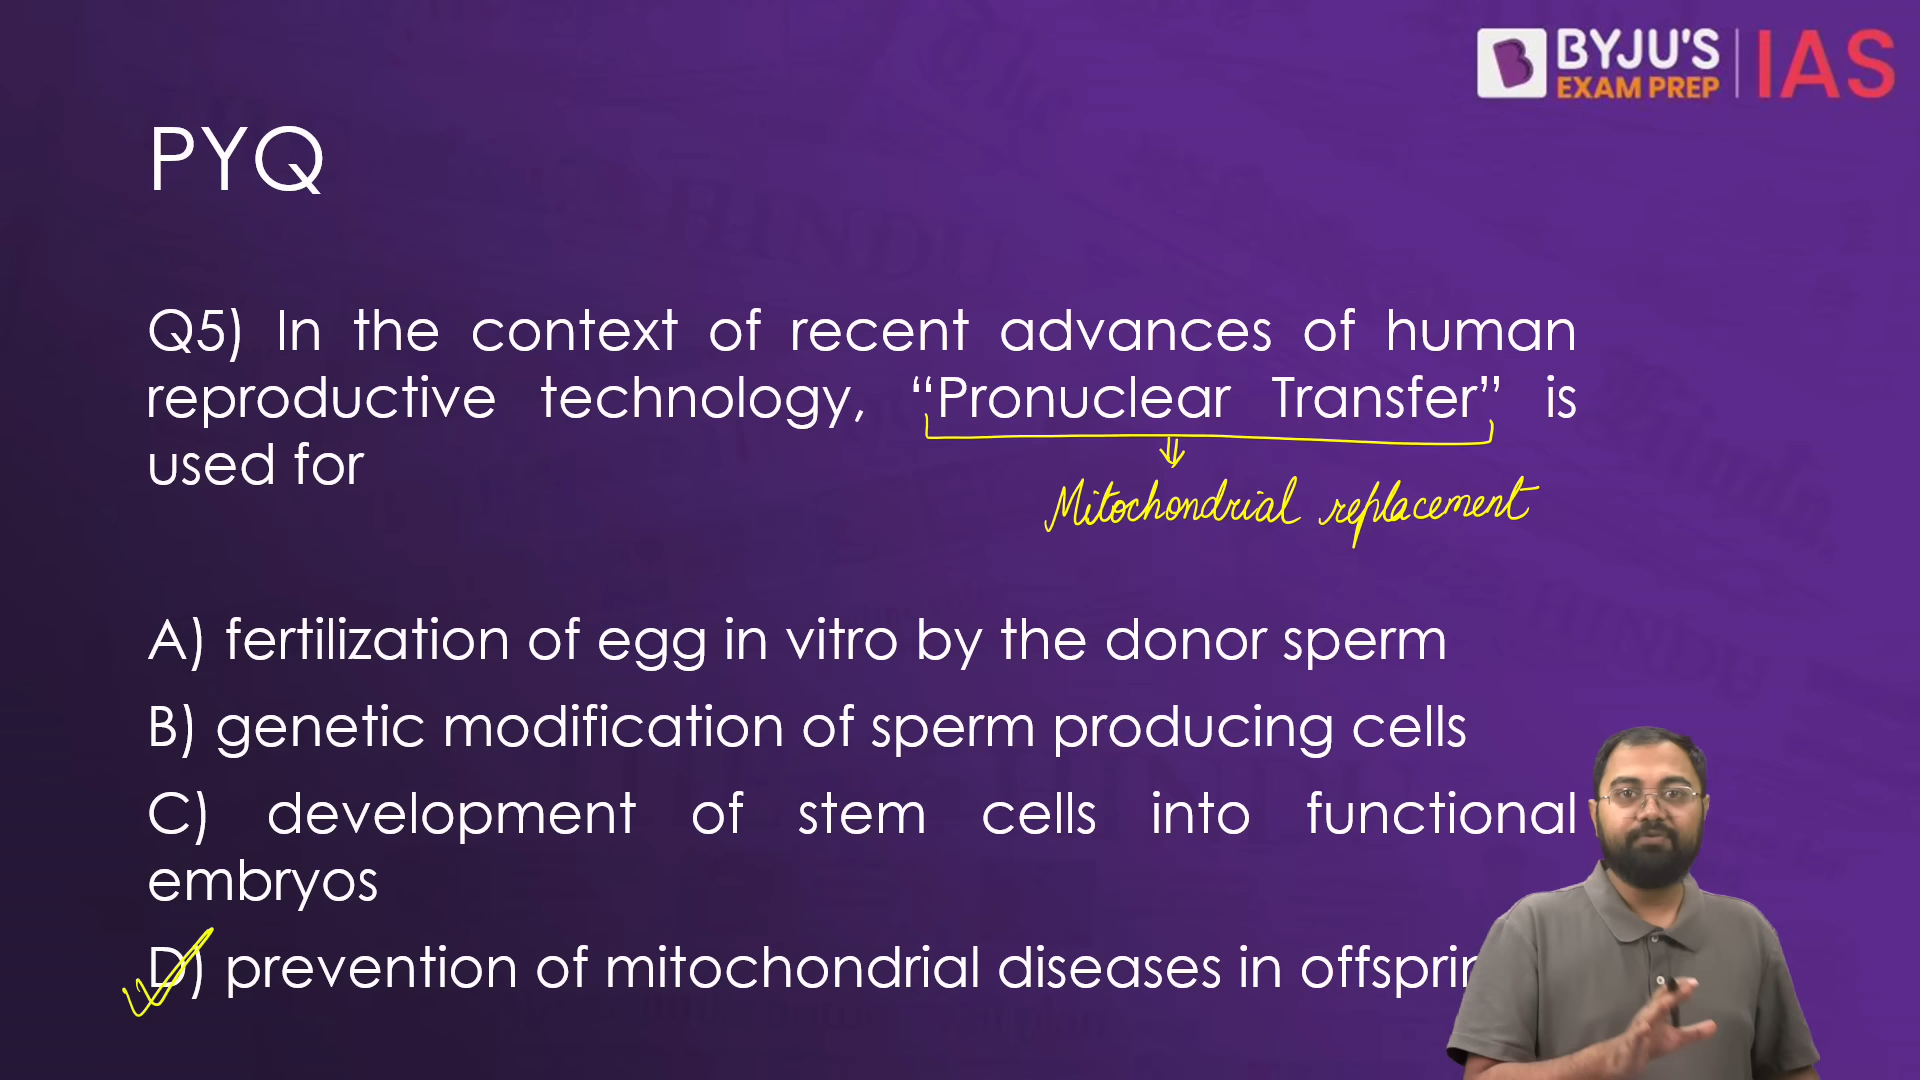 BYJU'S
EXAM PREP
IAS
PYQ
Q5) In the context of recent advances of human
reproductive technology, “Pronuclear Transfer” is
used for
Mitochondrial replacement
A) fertilization of egg in vitro by the donor sperm
B) genetic modification of sperm producing cells
C) development of stem cells into functional
embryos
D) prevention of mitochondrial diseases in offsprin